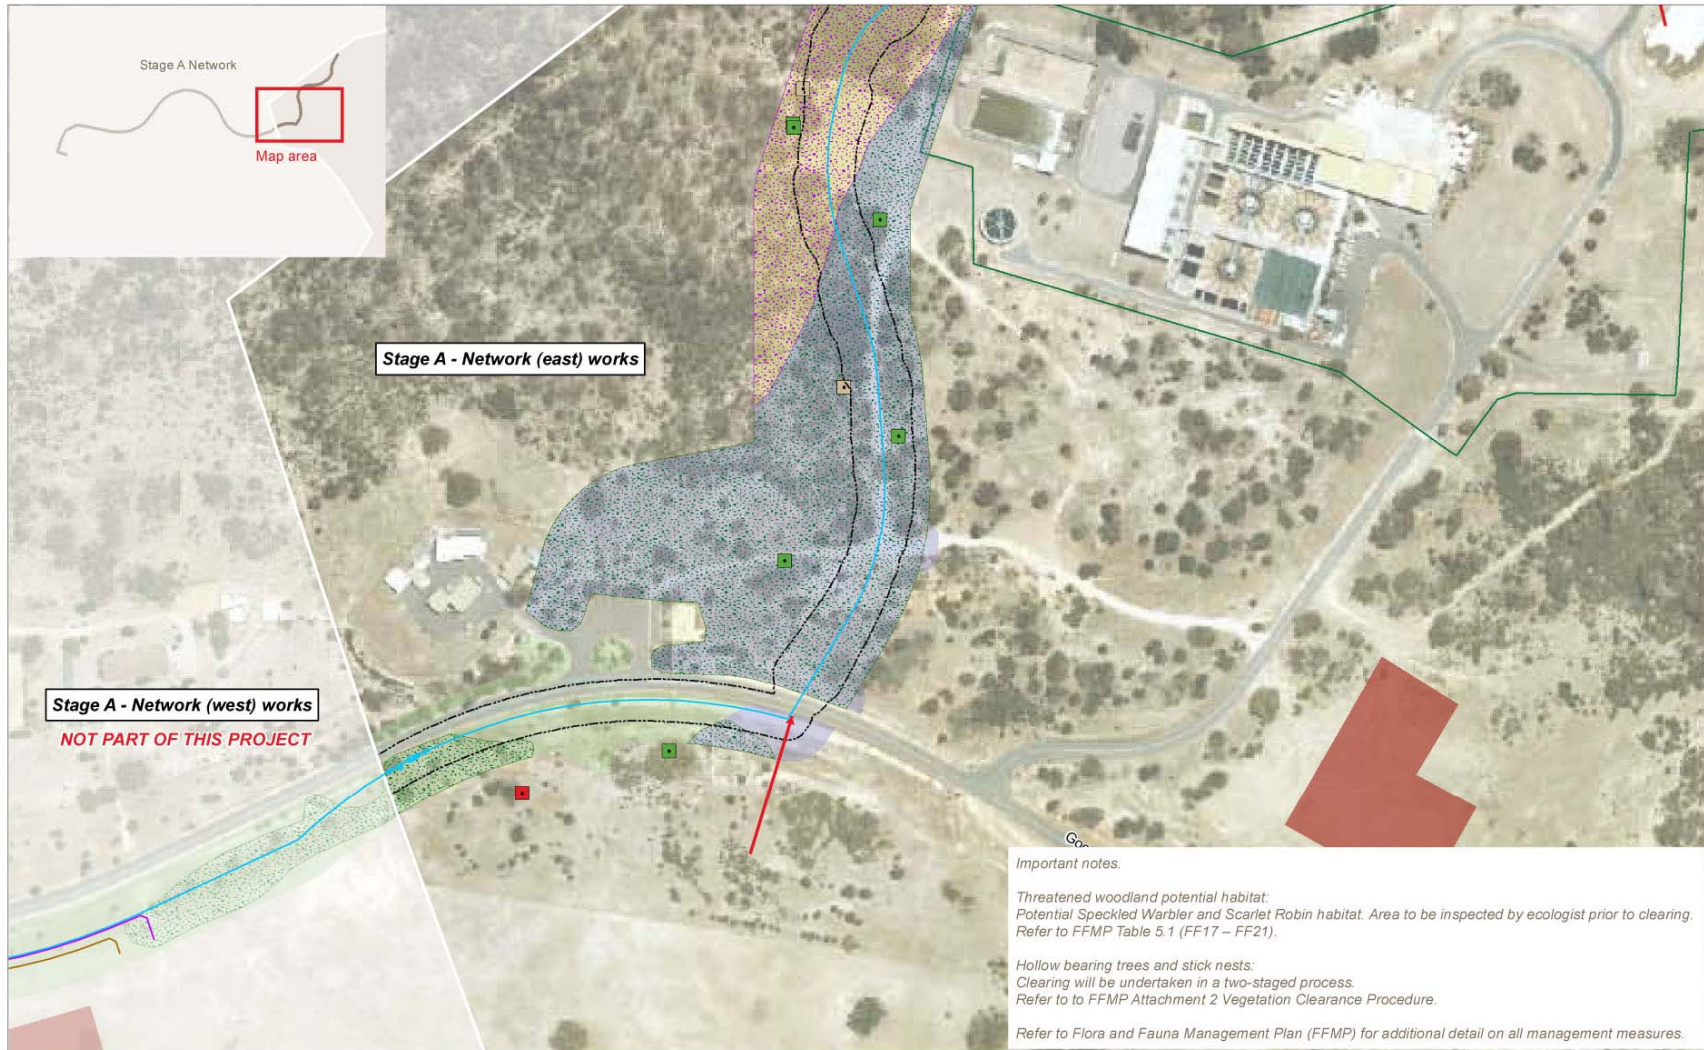 Stage A Network
Map area
Stage A - Network (east) works
Stage A - Network (west) works
NOT PART OF THIS PROJECT
Important notes.
Threatened woodland potential habitat:
Potential Speckled Warbler and Scarlet Robin habitat. Area to be inspected by ecologist prior to clearing.
Refer to FFMP Table 5.1 (FF17 – FF21).
Hollow bearing trees and stick nests:
Clearing will be undertaken in a two-staged process.
Refer to to FFMP Attachment 2 Vegetation Clearance Procedure.
Refer to Flora and Fauna Management Plan (FFMP) for additional detail on all management measures.